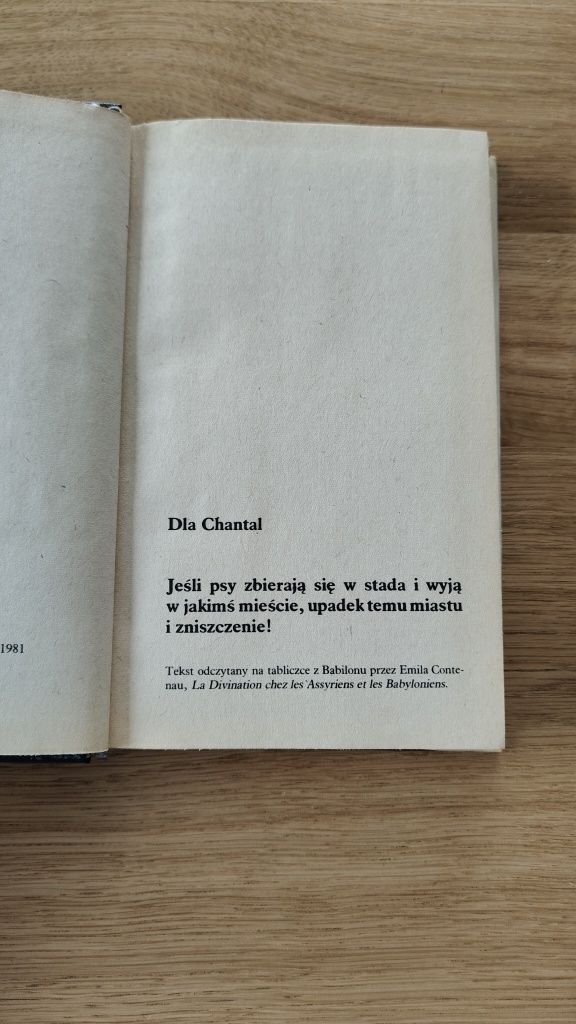 1981
Dla Chantal
Jeśli psy zbierają się w stada i wyją
w jakimś mieście, upadek temu miastu
i zniszczenie!
Tekst odczytany na tabliczce z Babilonu przez Emila Conte-
nau, La Divination chez les Assyriens et les Babyloniens.